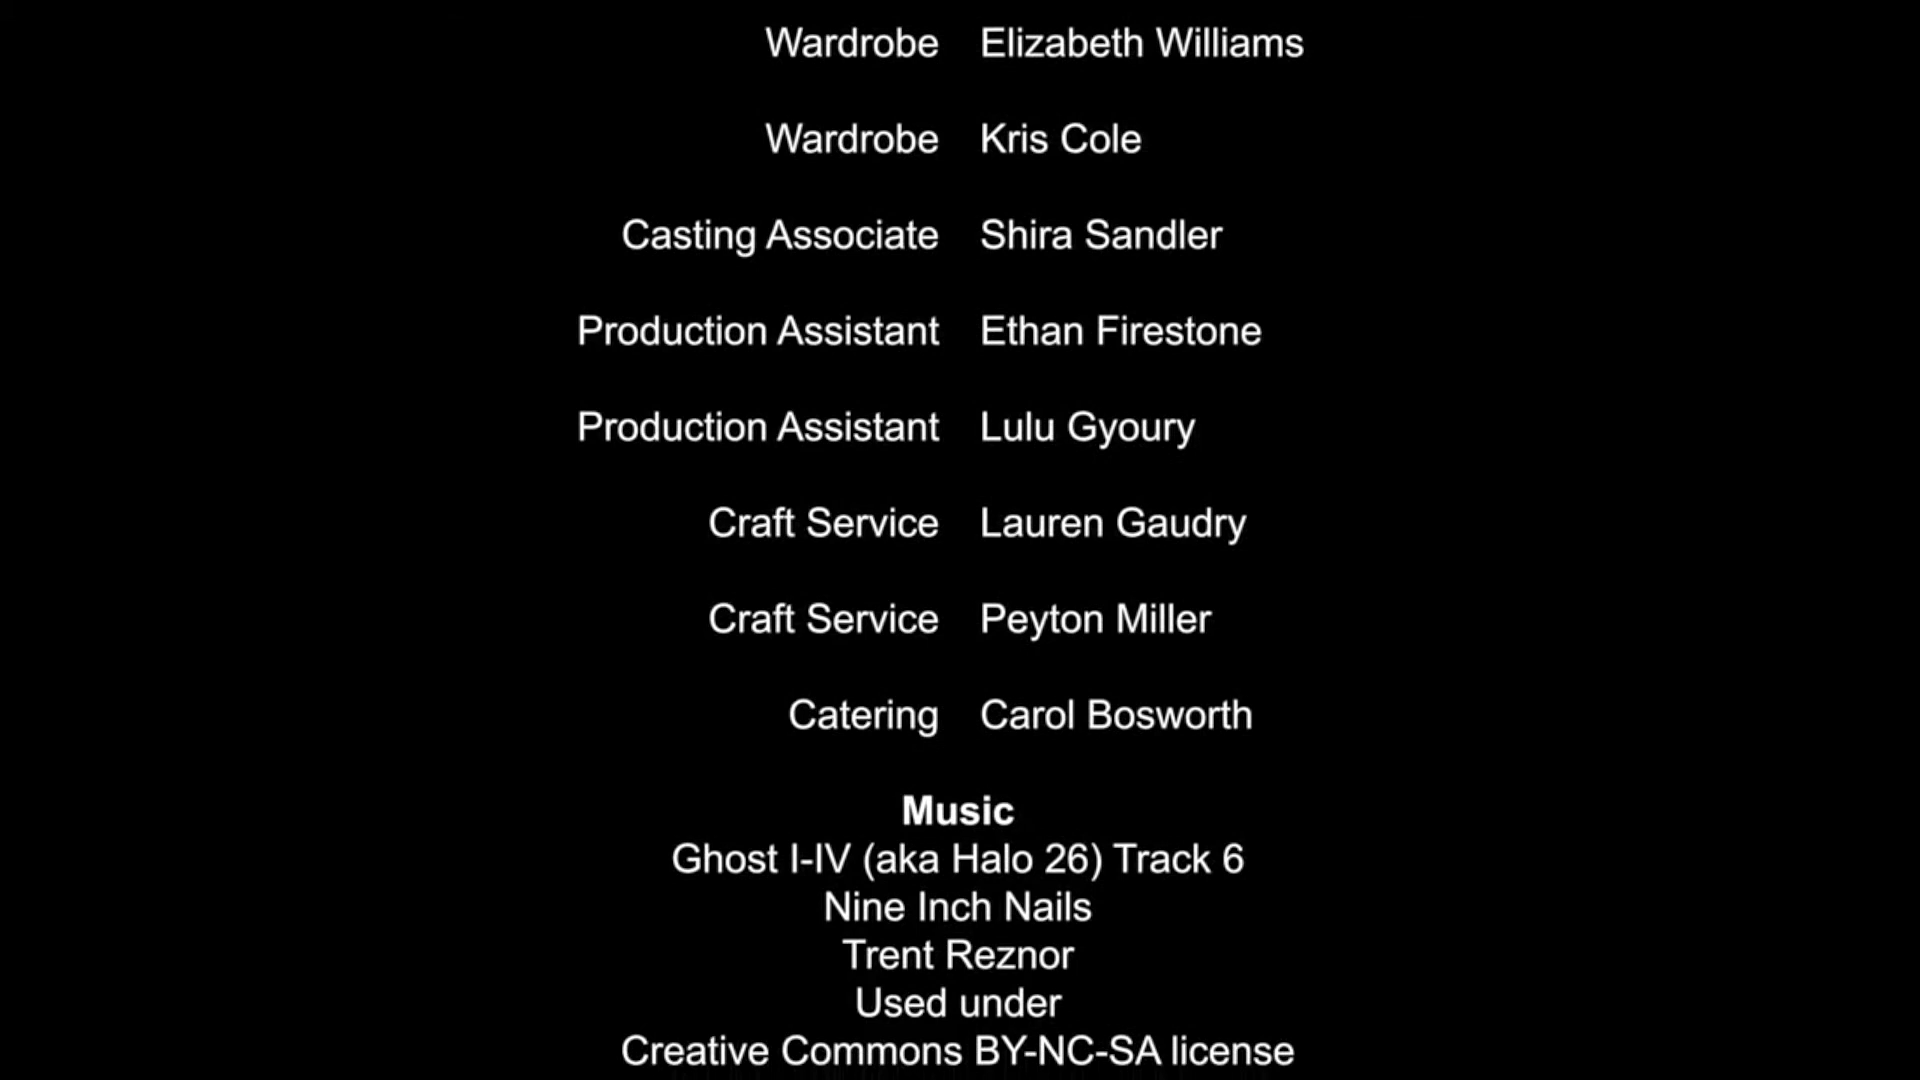 Wardrobe Elizabeth Williams
Wardrobe Kris Cole
Casting Associate Shira Sandler
Production Assistant Ethan Firestone
Production Assistant Lulu Gyoury
Craft Service Lauren Gaudry
Craft Service Peyton Miller
Catering Carol Bosworth
Music
Ghost I-IV (aka Halo 26) Track 6
Nine Inch Nails
Trent Reznor
Used under
Creative Commons BY-NC-SA license